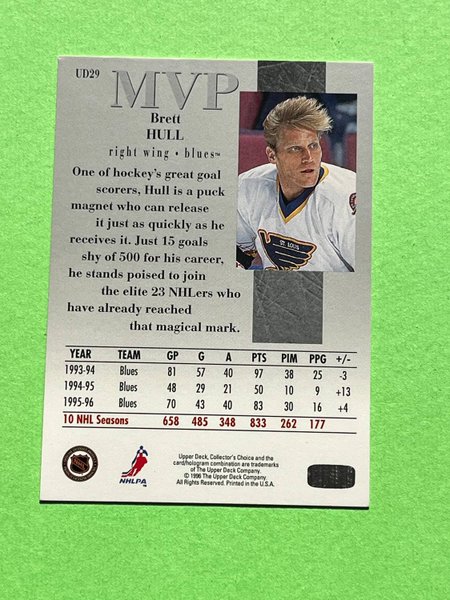 UD29
MVP
Brett
HULL
right wing • blues™
One of hockey's great goal
scorers, Hull is a puck
magnet who can release
it just as quickly as he
receives it. Just 15 goals
shy of 500 for his career,
he stands poised to join
the elite 23 NHLers who
have already reached
that magical mark.
ST. LOUIS
YEAR TEAM GP G A PTS PIM PPG +/-
1993-94 Blues 81 57 40 97 38 25 -3
1994-95 Blues 48 29 21 50 10 9 +13
1995-96 Blues 70 43 40 83 30 16 +4
10 NHL Seasons 658 485 348 833 262 177
Upper Deck, Collector's Choice and the
card/hologram combination are trademarks
of The Upper Deck Company.
© 1996 The Upper Deck Company.
All Rights Reserved. Printed in the U.S.A.
NHL
NHLPA